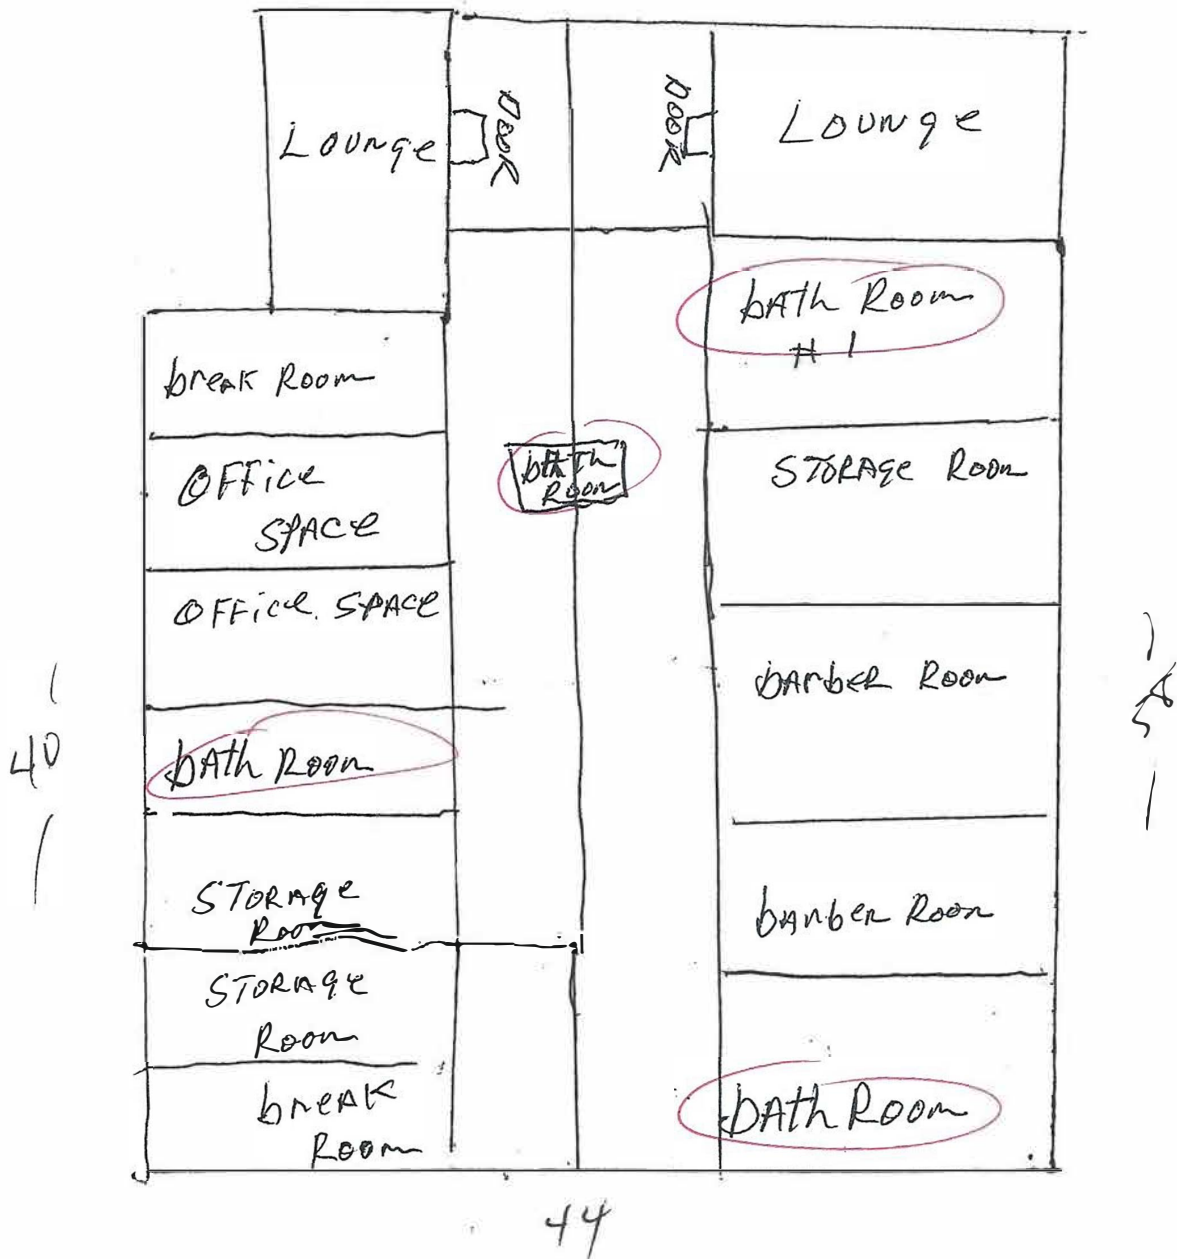 Lounge
DOOR
DOOR
Lounge
bATh Room
# 1
break Room
OFFice
SPACe
bATh
Room
STORAge Room
OFFice. SPACe
bArbeR Room
40
58
bAth Room
STORAge
Room
barber Room
STORAge
Room
break
Room
bAth Room
44